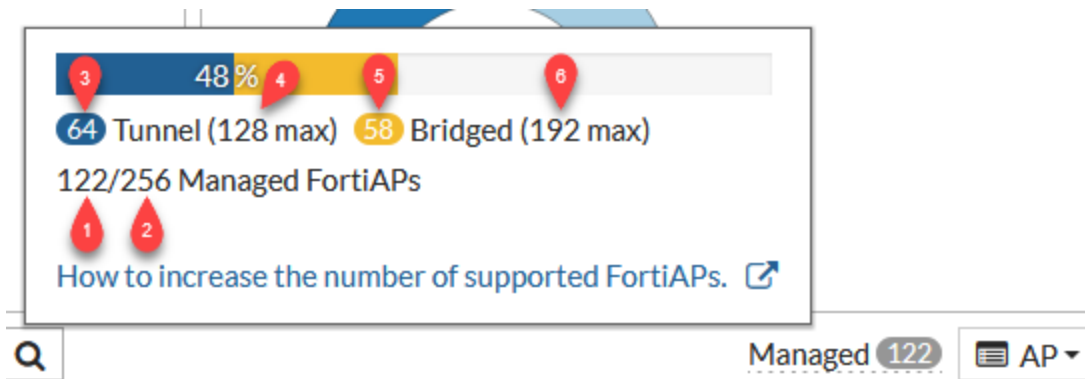 48%
3 4 5 6
64 Tunnel (128 max) 58 Bridged (192 max)
122/256 Managed FortiAPs
1 2
How to increase the number of supported FortiAPs.
Managed 122 AP